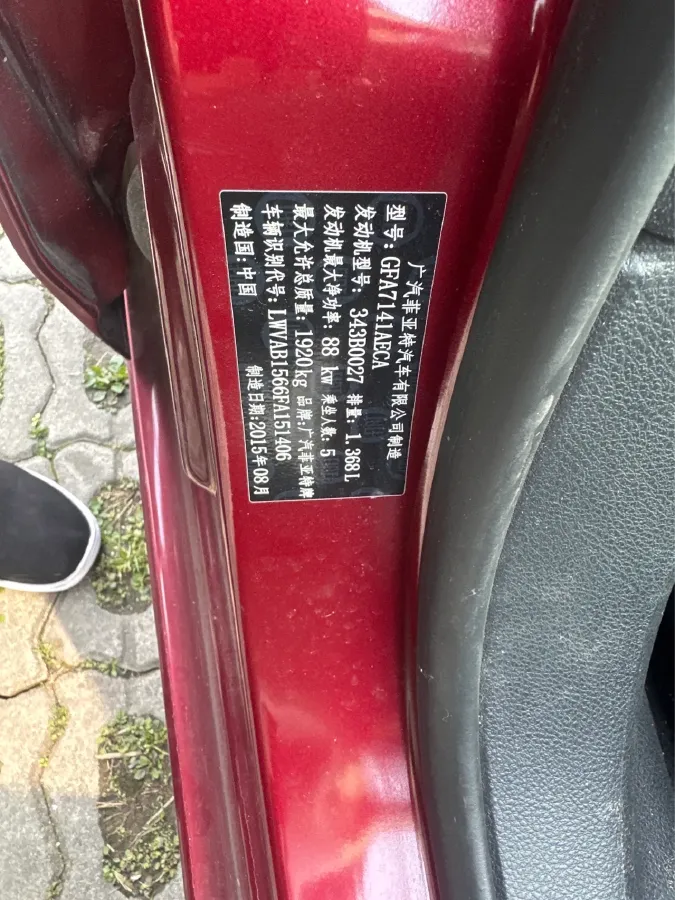 广汽菲亚特汽车有限公司制造
型号：GFA7141AECA
发动机型号：343B0027 排量：1.368L
发动机最大净功率：88 kw 乘坐人数：5
最大允许总质量：1920kg 品牌：广汽菲亚特牌
车辆识别代号：LWVAB1566FA151406
制造国：中国 制造日期：2015年08月